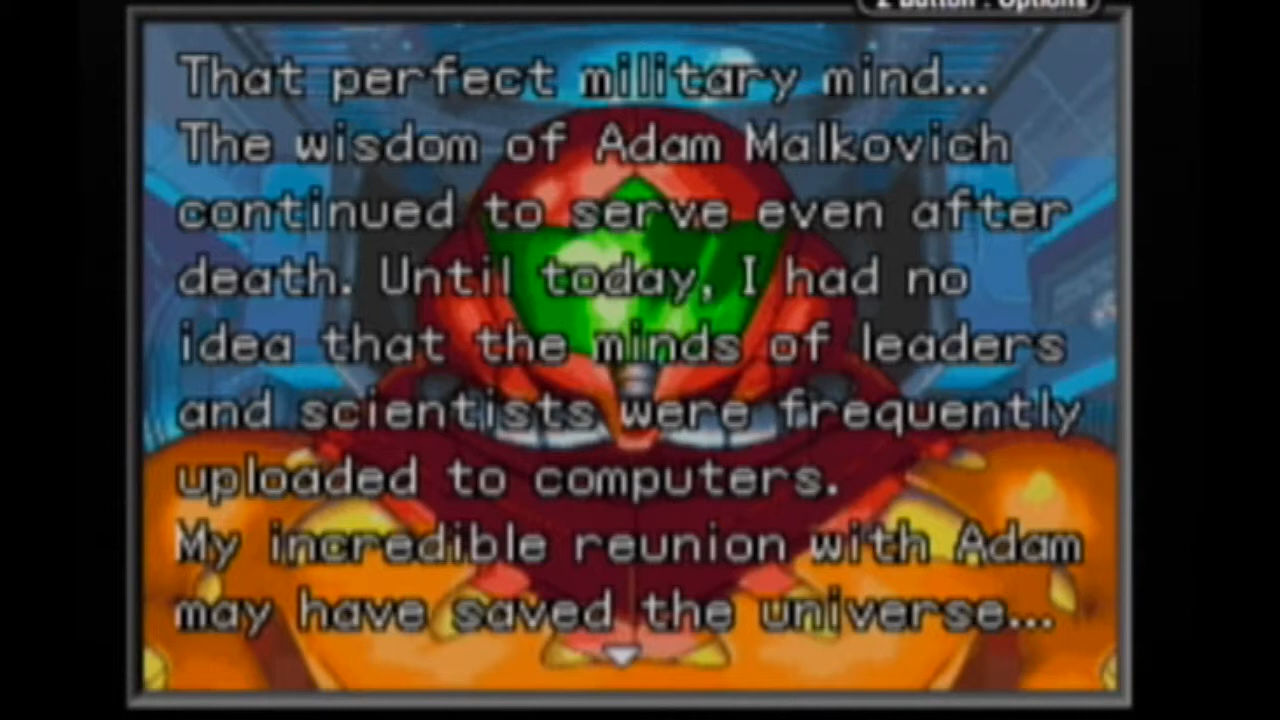 Z Button : Options
That perfect military mind...
The wisdom of Adam Malkovich
continued to serve even after
death. Until today, I had no
idea that the minds of leaders
and scientists were frequently
uploaded to computers.
My incredible reunion with Adam
may have saved the universe...